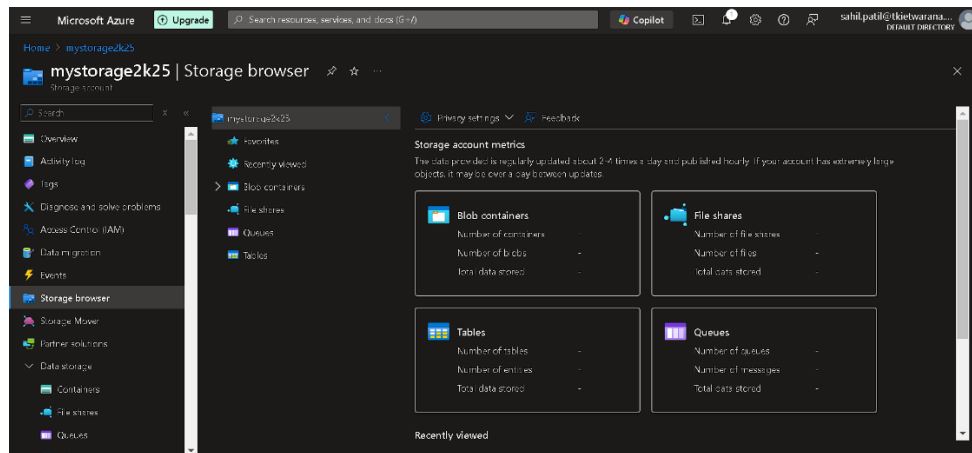 Microsoft Azure
Upgrade
Search resources, services, and docs (G+/)
Copilot
sahil.patil@tkietwarana...
DEFAULT DIRECTORY
Home > mystorage2k25
mystorage2k25 | Storage browser
Storage account
Search
Overview
Activity log
Tags
Diagnose and solve problems
Access Control (IAM)
Data migration
Events
Storage browser
Storage Mover
Partner solutions
Data storage
Containers
File shares
Queues
mystorage2k25
Favorites
Recently viewed
Blob containers
File shares
Queues
Tables
Privacy settings
Feedback
Storage account metrics
The data provided is regularly updated about 2-4 times a day and published hourly. If your account has extremely large
objects, it may be over a day between updates.
Blob containers
Number of containers -
Number of blobs -
Total data stored -
File shares
Number of file shares -
Number of files -
Total data stored -
Tables
Number of tables -
Number of entities -
Total data stored -
Queues
Number of queues -
Number of messages -
Total data stored -
Recently viewed